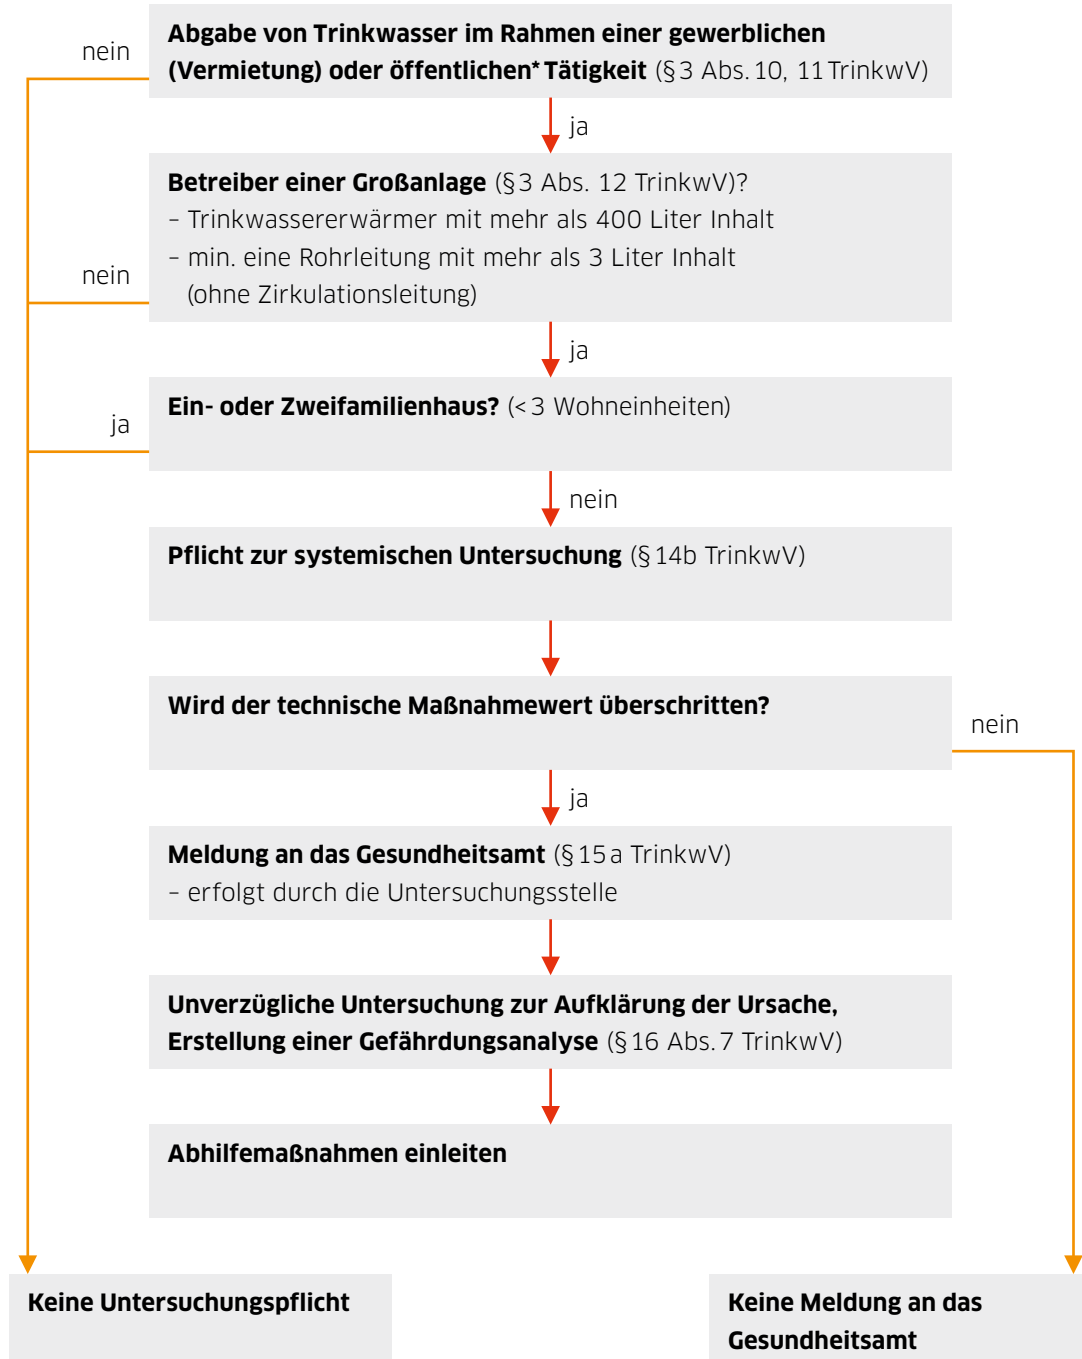 Abgabe von Trinkwasser im Rahmen einer gewerblichen
(Vermietung) oder öffentlichen* Tätigkeit (§ 3 Abs. 10, 11 TrinkwV)
nein
ja
Betreiber einer Großanlage (§ 3 Abs. 12 TrinkwV)?
– Trinkwassererwärmer mit mehr als 400 Liter Inhalt
– min. eine Rohrleitung mit mehr als 3 Liter Inhalt
(ohne Zirkulationsleitung)
nein
ja
Ein- oder Zweifamilienhaus? (< 3 Wohneinheiten)
ja
nein
Pflicht zur systemischen Untersuchung (§ 14b TrinkwV)
Wird der technische Maßnahmewert überschritten?
nein
ja
Meldung an das Gesundheitsamt (§ 15 a TrinkwV)
– erfolgt durch die Untersuchungsstelle
Unverzügliche Untersuchung zur Aufklärung der Ursache,
Erstellung einer Gefährdungsanalyse (§ 16 Abs. 7 TrinkwV)
Abhilfemaßnahmen einleiten
Keine Untersuchungspflicht
Keine Meldung an das
Gesundheitsamt